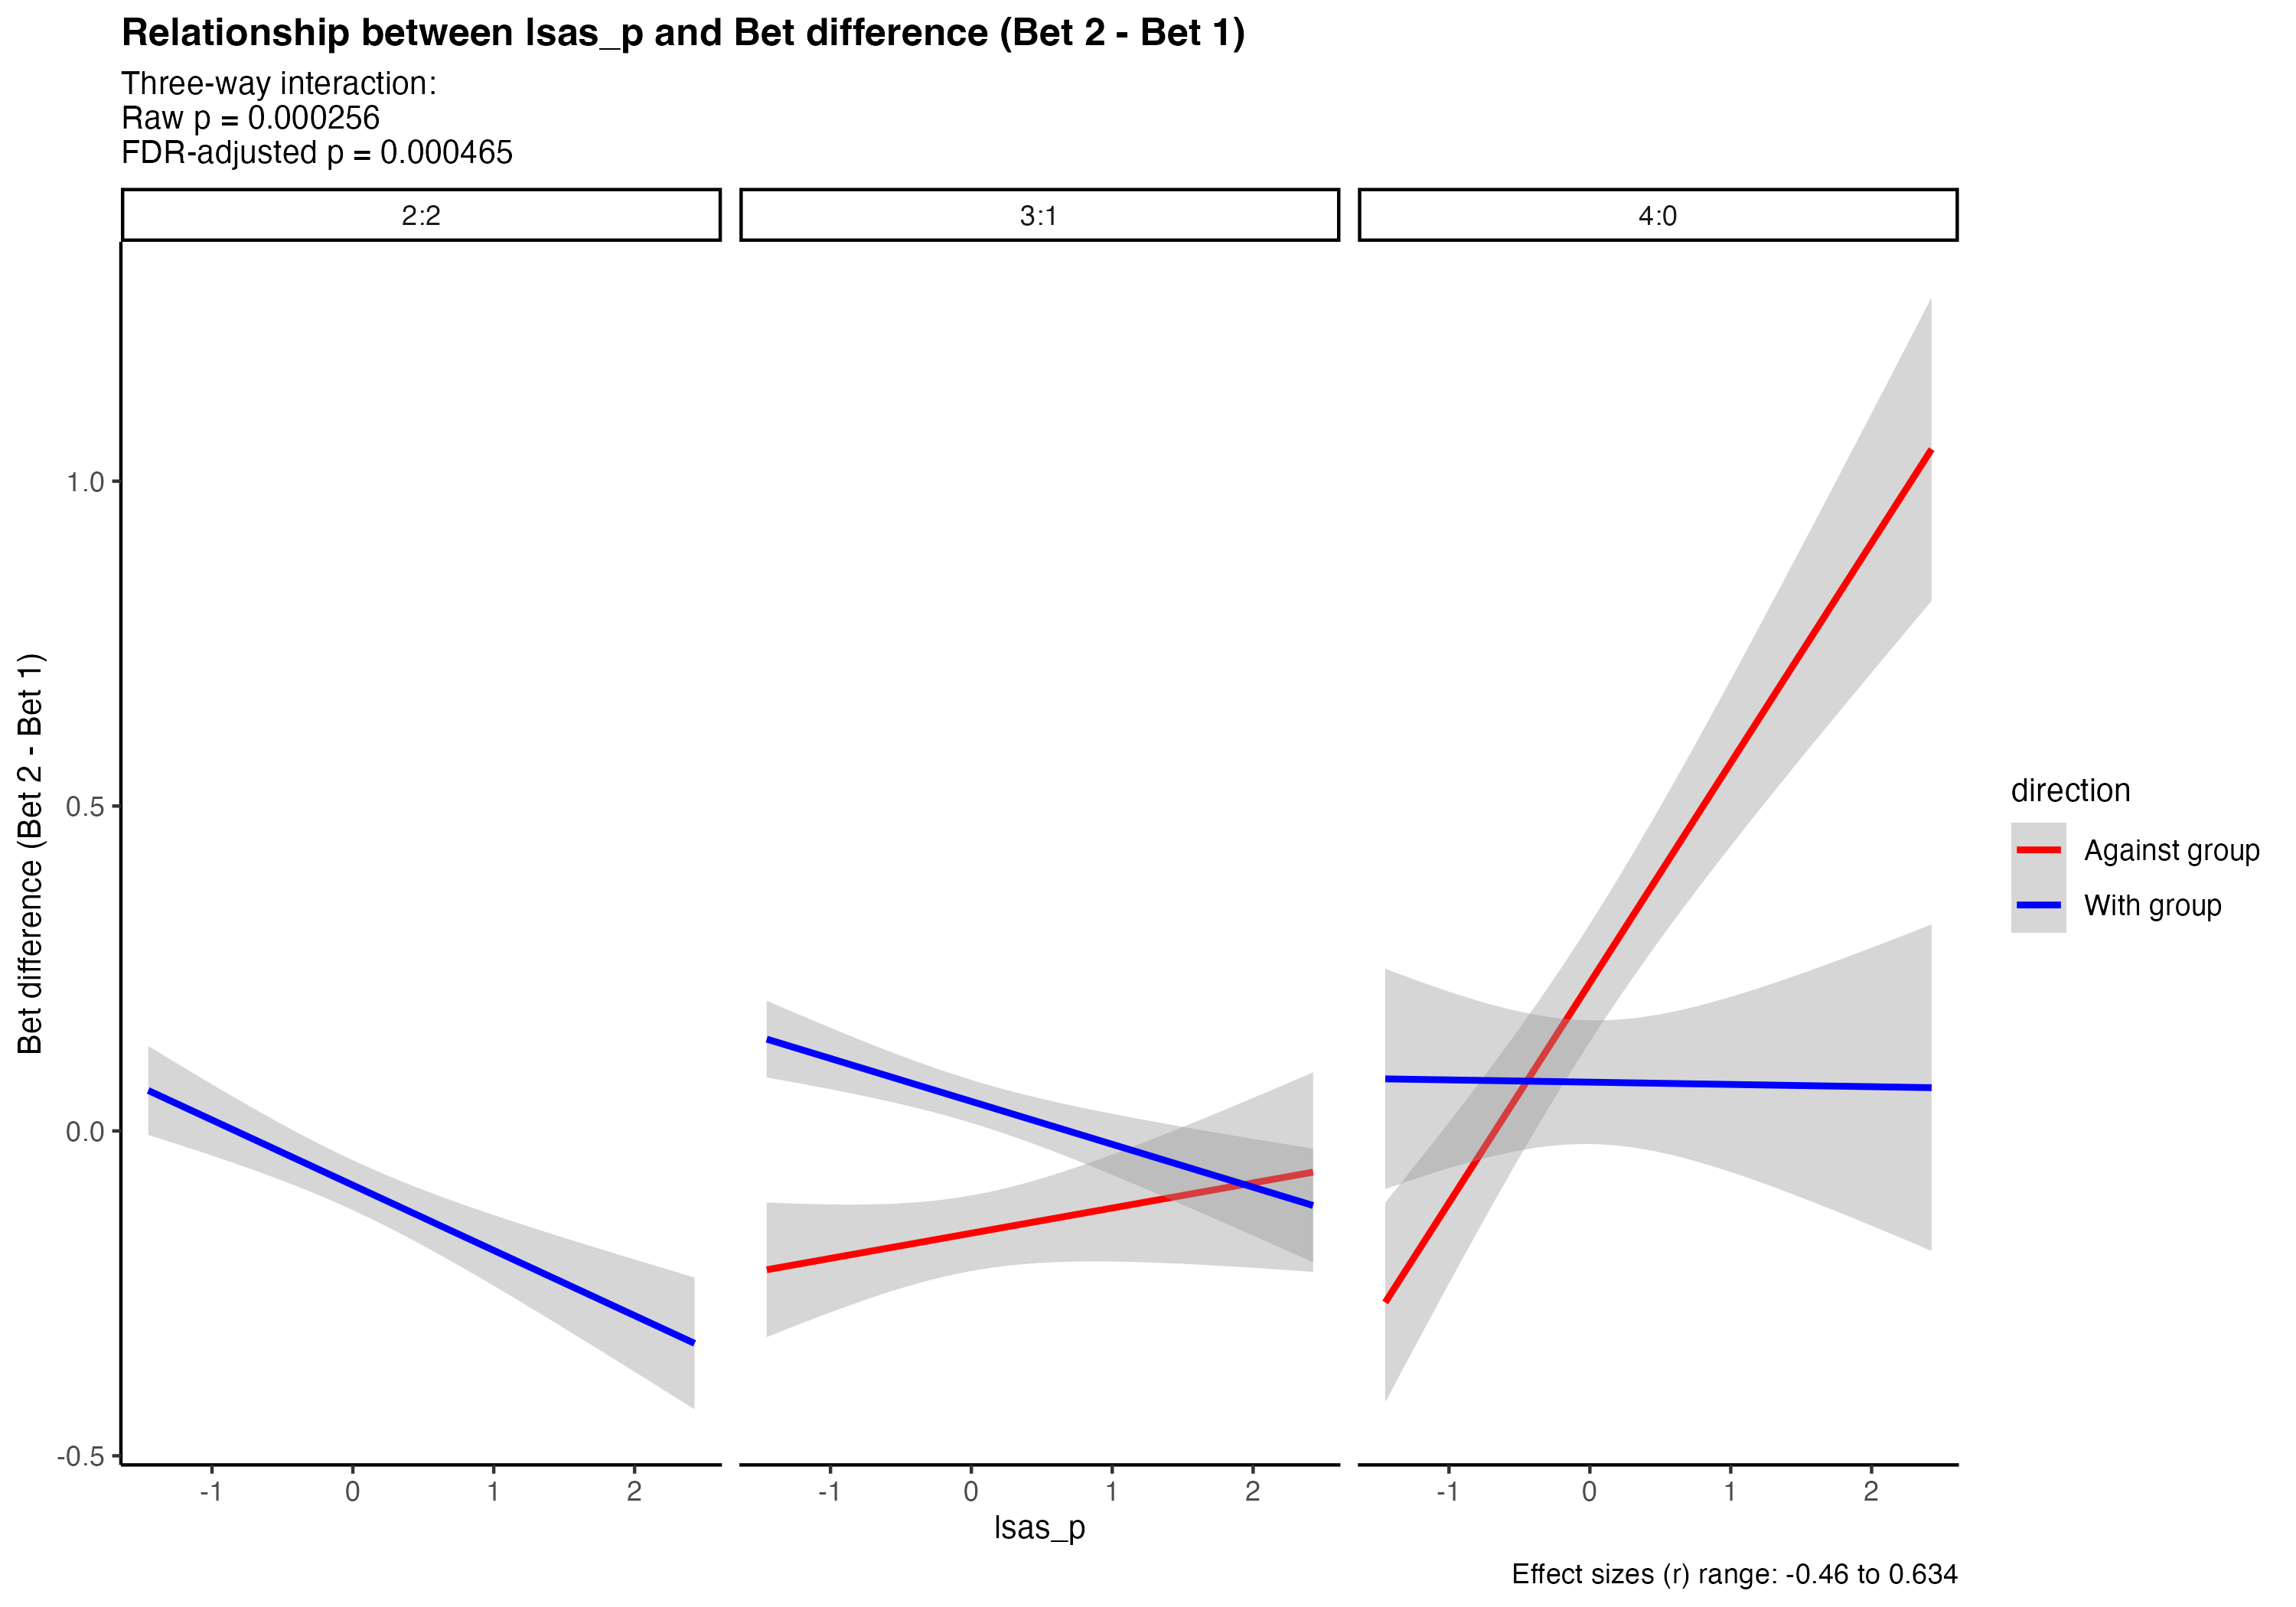 Relationship between lsas_p and Bet difference (Bet 2 - Bet 1)
Three-way interaction:
Raw p = 0.000256
FDR-adjusted p = 0.000465
2:2
3:1
4:0
Bet difference (Bet 2 - Bet 1)
1.0
0.5
0.0
-0.5
-1 0 1 2
-1 0 1 2
-1 0 1 2
lsas_p
direction
Against group
With group
Effect sizes (r) range: -0.46 to 0.634